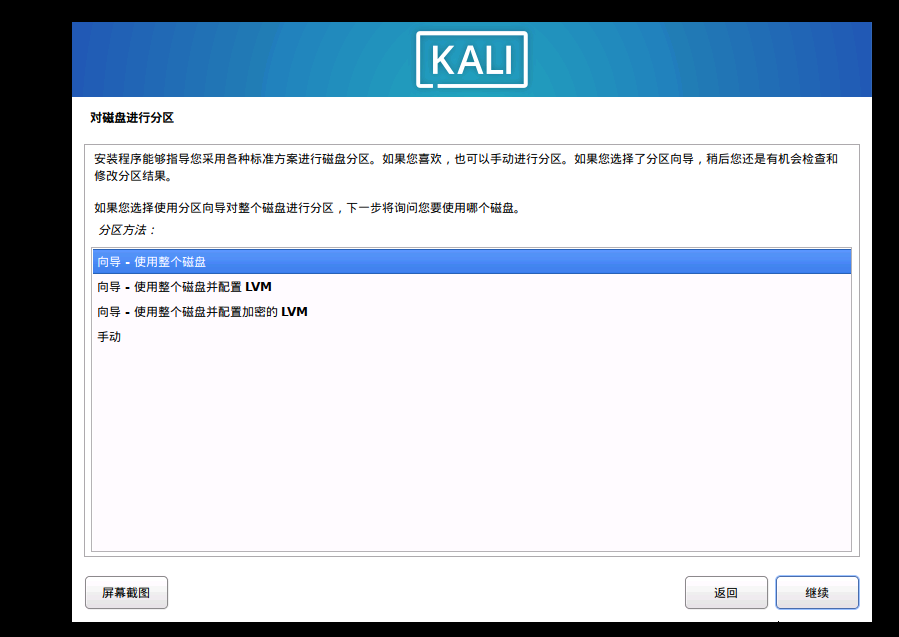 KALI
对磁盘进行分区
安装程序能够指导您采用各种标准方案进行磁盘分区。如果您喜欢，也可以手动进行分区。如果您选择了分区向导，稍后您还是有机会检查和
修改分区结果。
如果您选择使用分区向导对整个磁盘进行分区，下一步将询问您要使用哪个磁盘。
分区方法：
向导 - 使用整个磁盘
向导 - 使用整个磁盘并配置 LVM
向导 - 使用整个磁盘并配置加密的 LVM
手动
屏幕截图
返回
继续